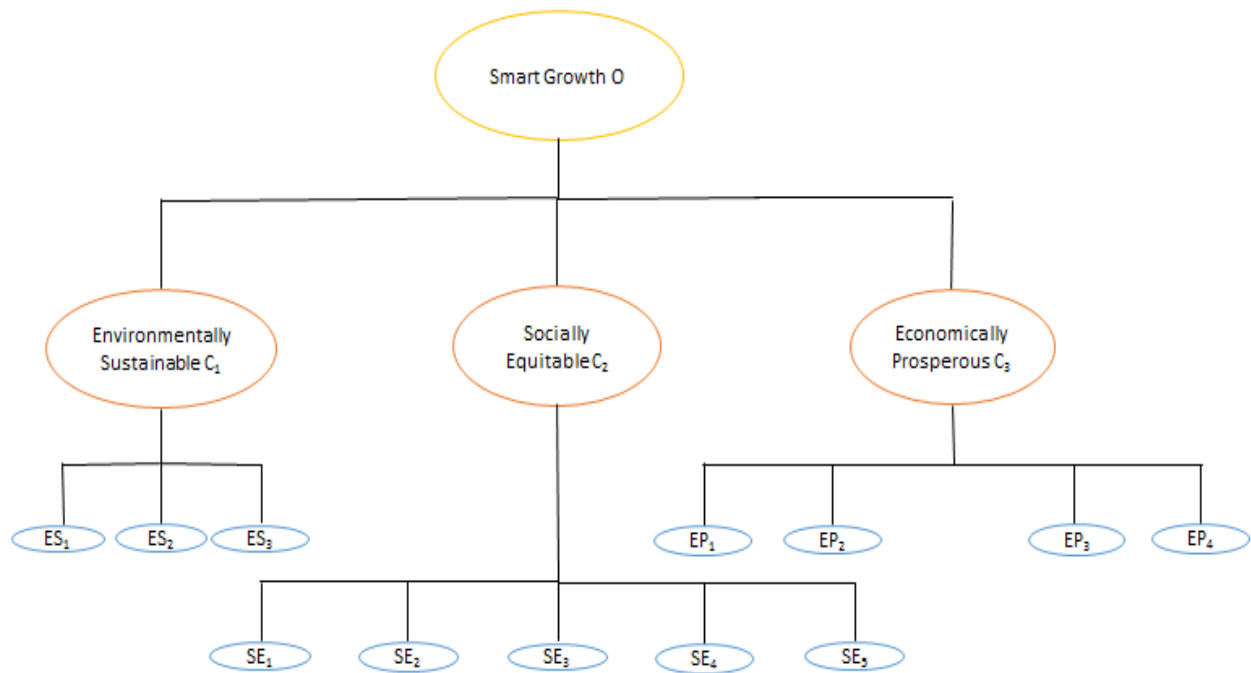 Smart Growth O
Environmentally
Sustainable C₁
Socially
Equitable C₂
Economically
Prosperous C₃
ES₁
ES₂
ES₃
EP₁
EP₂
EP₃
EP₄
SE₁
SE₂
SE₃
SE₄
SE₅